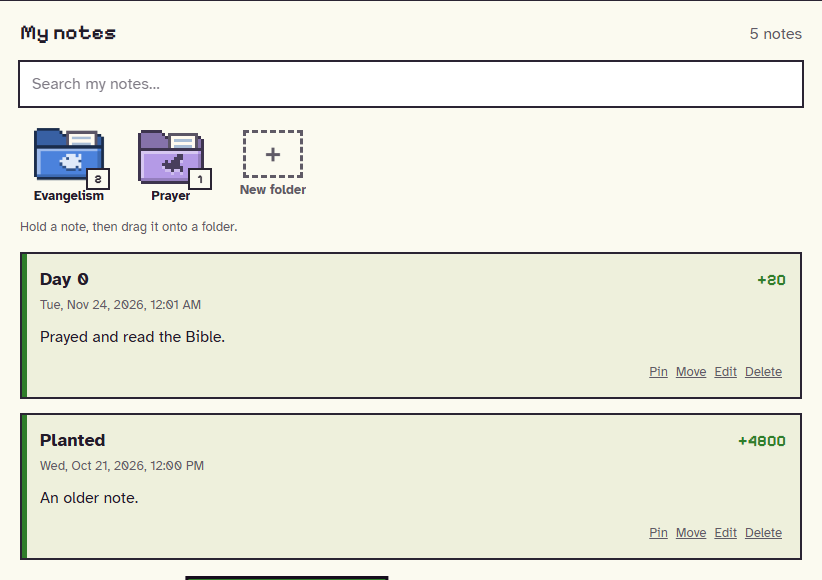 My notes
5 notes
Search my notes...
2
1
+
Evangelism
Prayer
New folder
Hold a note, then drag it onto a folder.
Day 0
+20
Tue, Nov 24, 2026, 12:01 AM
Prayed and read the Bible.
Pin Move Edit Delete
Planted
+4800
Wed, Oct 21, 2026, 12:00 PM
An older note.
Pin Move Edit Delete